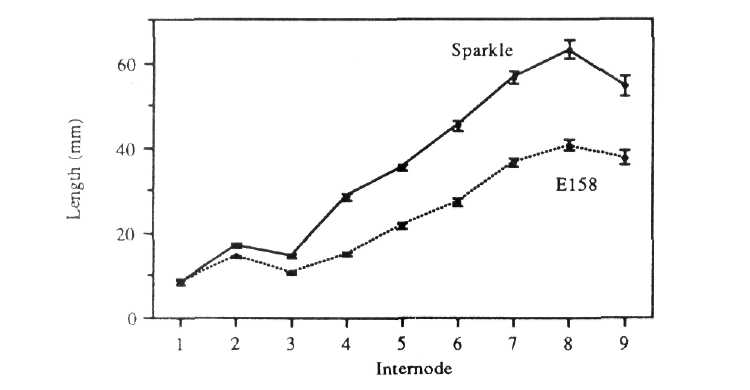 Sparkle
60
40
20
0
Length (mm)
E158
1 2 3 4 5 6 7 8 9
Internode